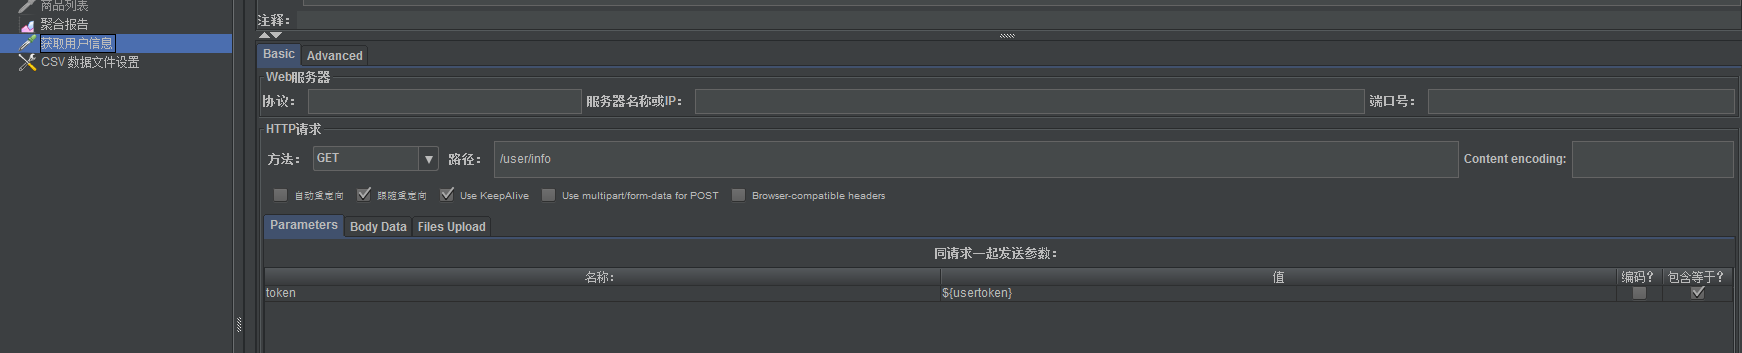 商品列表
聚合报告
获取用户信息
CSV 数据文件设置
注释：
Basic Advanced
Web服务器
协议： 服务器名称或IP： 端口号：
HTTP请求
方法： GET 路径： /user/info Content encoding:
自动重定向 跟随重定向 Use KeepAlive Use multipart/form-data for POST Browser-compatible headers
Parameters Body Data Files Upload
同请求一起发送参数：
名称： 值 编码? 包含等于?
token ${usertoken}